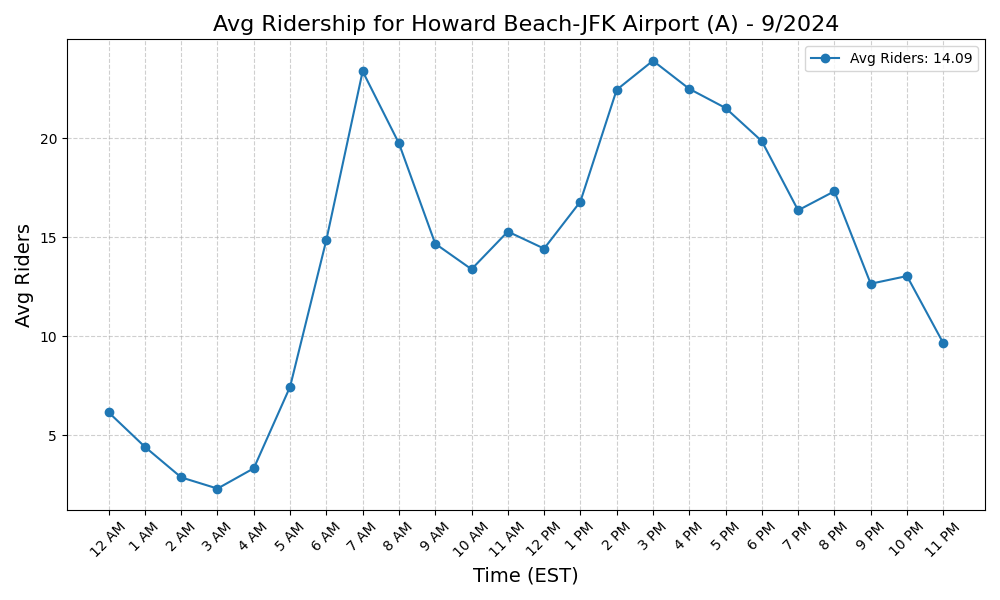 Avg Ridership for Howard Beach-JFK Airport (A) - 9/2024
Avg Riders: 14.09
Avg Riders
20
15
10
5
12 AM
1 AM
2 AM
3 AM
4 AM
5 AM
6 AM
7 AM
8 AM
9 AM
10 AM
11 AM
12 PM
1 PM
2 PM
3 PM
4 PM
5 PM
6 PM
7 PM
8 PM
9 PM
10 PM
11 PM
Time (EST)